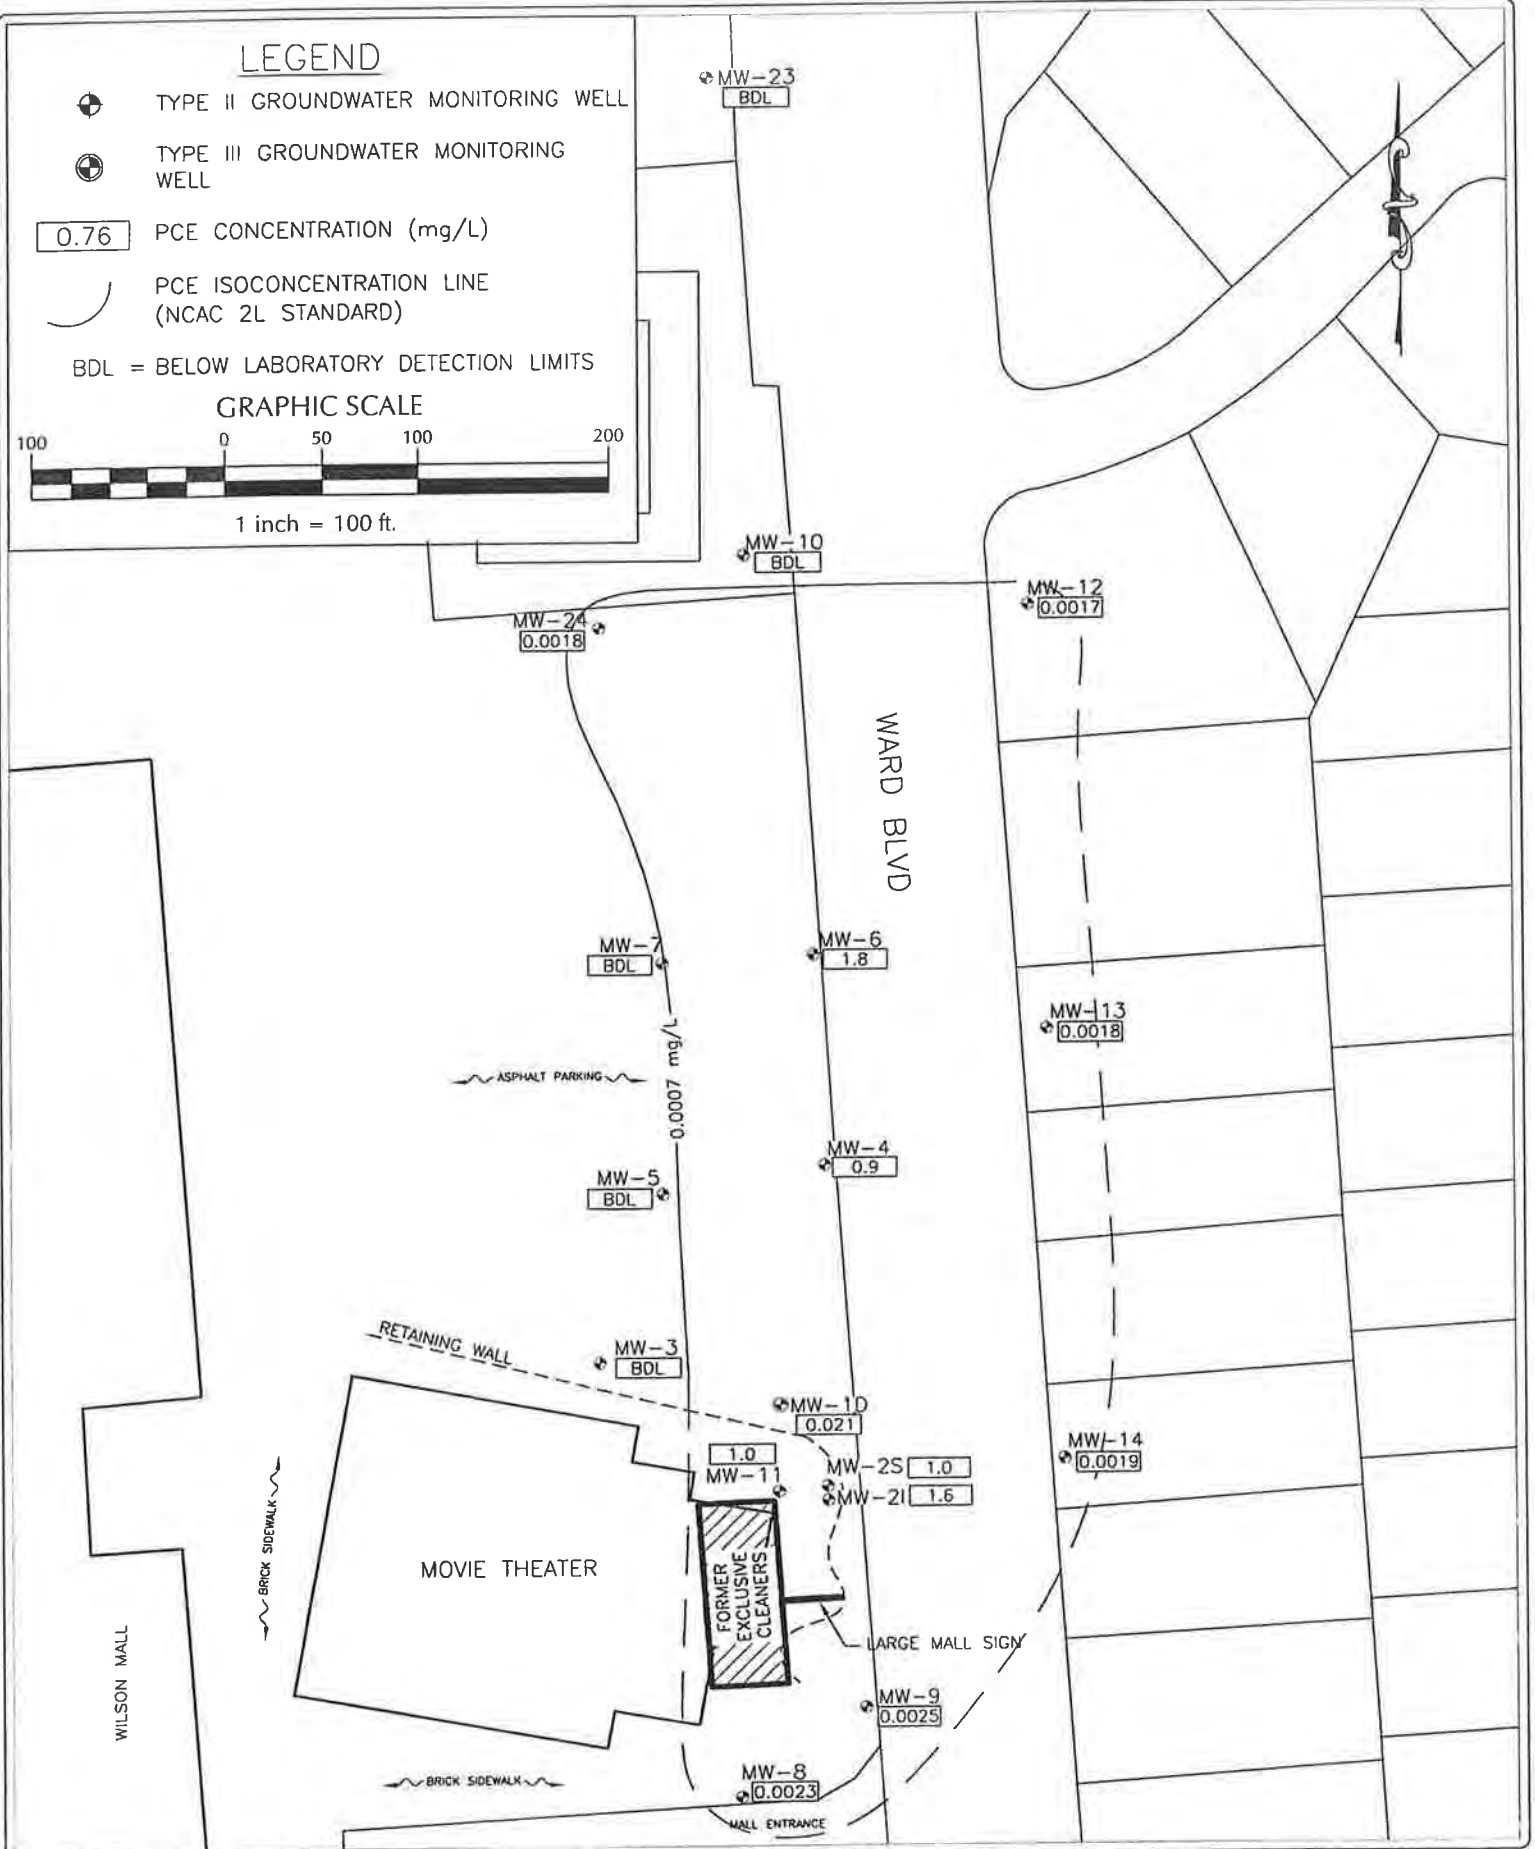 LEGEND
TYPE II GROUNDWATER MONITORING WELL
TYPE III GROUNDWATER MONITORING
WELL
0.76 PCE CONCENTRATION (mg/L)
PCE ISOCONCENTRATION LINE
(NCAC 2L STANDARD)
BDL = BELOW LABORATORY DETECTION LIMITS
GRAPHIC SCALE
100 0 50 100 200
1 inch = 100 ft.
MW-23
BDL
MW-10
BDL
MW-12
0.0017
MW-24
0.0018
WARD BLVD
MW-7
BDL
MW-6
1.8
MW-13
0.0018
0.0007 mg/L
ASPHALT PARKING
MW-4
0.9
MW-5
BDL
RETAINING WALL
MW-3
BDL
MW-1D
0.021
1.0
MW-11
MW-2S 1.0
MW-2I 1.6
MW-14
0.0019
BRICK SIDEWALK
MOVIE THEATER
FORMER
EXCLUSIVE
CLEANERS
LARGE MALL SIGN
WILSON MALL
MW-9
0.0025
BRICK SIDEWALK
MW-8
0.0023
MALL ENTRANCE